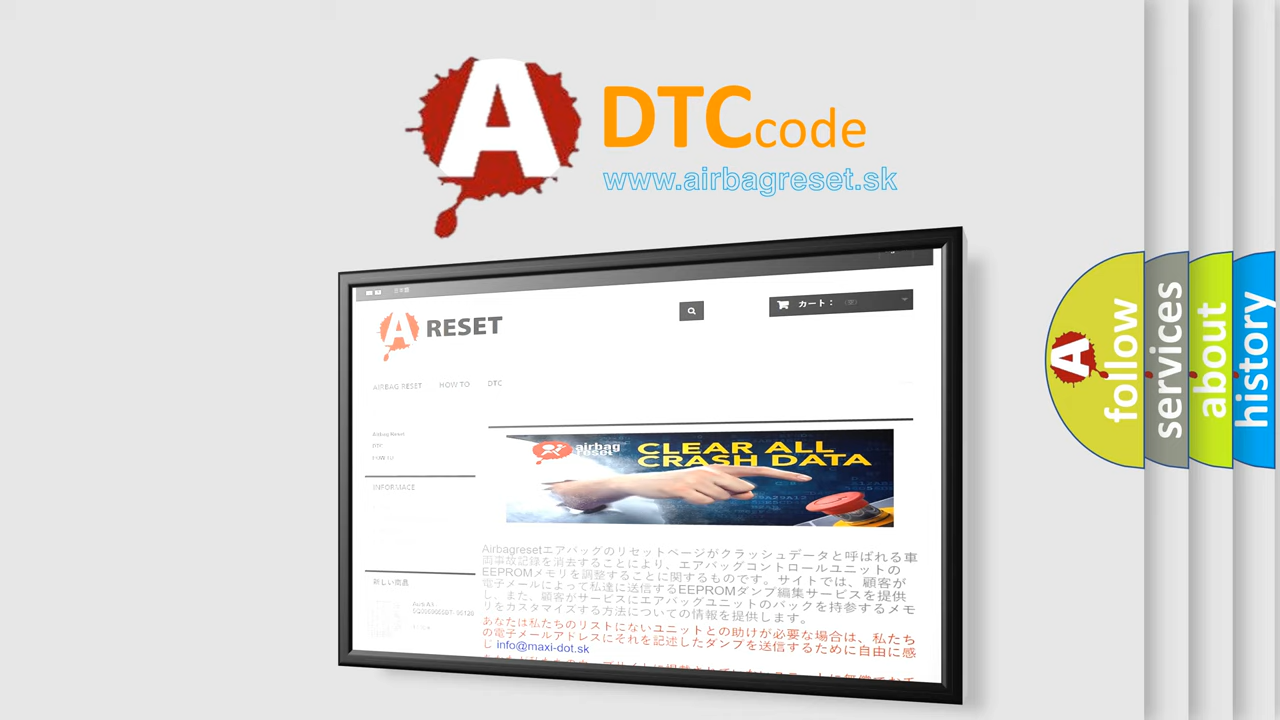 A
DTCcode
www.airbagreset.sk
日本語
カート：
A RESET
AIRBAG RESET HOW TO DTC
Airbag Reset
DTC
HOW TO
INFORMACE
airbag
reset
CLEAR ALL
CRASH DATA
Airbagresetエアバッグのリセットページがクラッシュデータと呼ばれる車
両事故記録を消去することにより、エアバッグコントロールユニットの
EEPROMメモリを調整することに関するものです。サイトでは、顧客が
電子メールによって私達に送信するEEPROMダンプ編集サービスを提供
し、また、顧客がサービスにエアバッグユニットのバックを持参するメモ
リをカスタマイズする方法についての情報を提供します。
あなたは私たちのリストにないユニットとの助けが必要な場合は、私たち
の電子メールアドレスにそれを記述したダンプを送信するために自由に感
じ info@maxi-dot.sk
新しい商品
A
follow
services
about
history